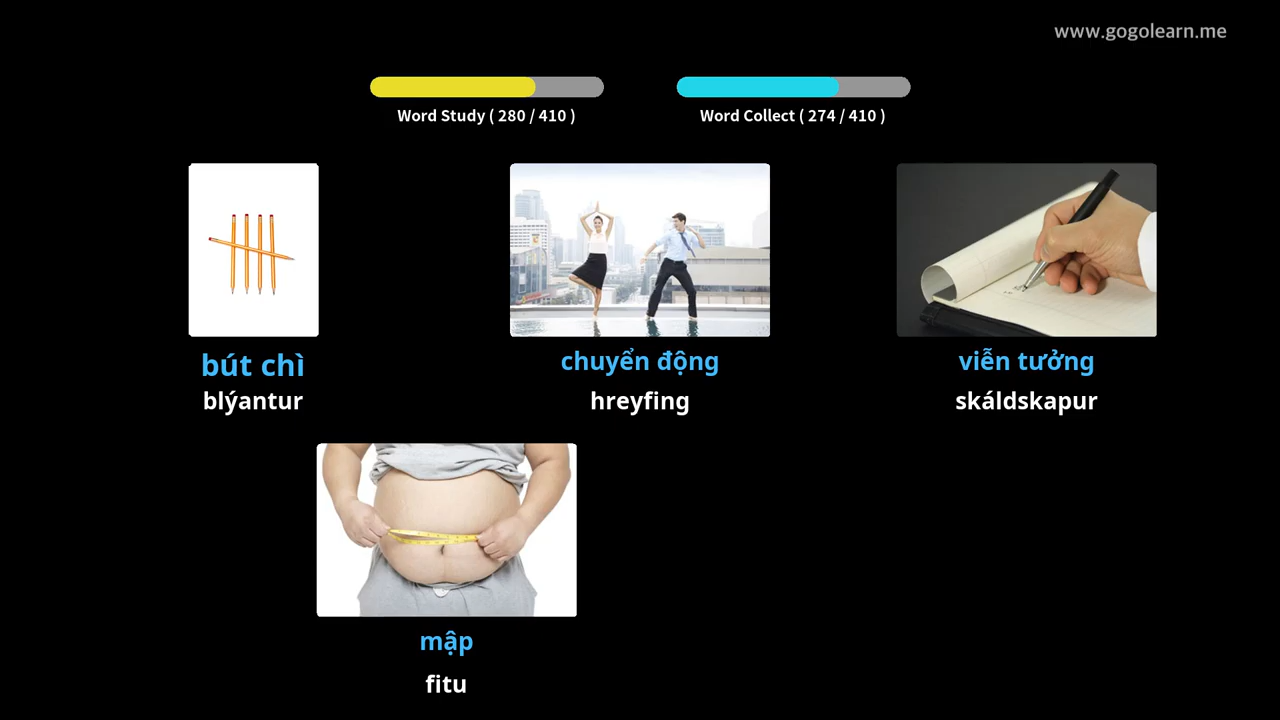 www.gogolearn.me
Word Study ( 280 / 410 )
Word Collect ( 274 / 410 )
bút chì
blýantur
chuyển động
hreyfing
viễn tưởng
skáldskapur
mập
fitu